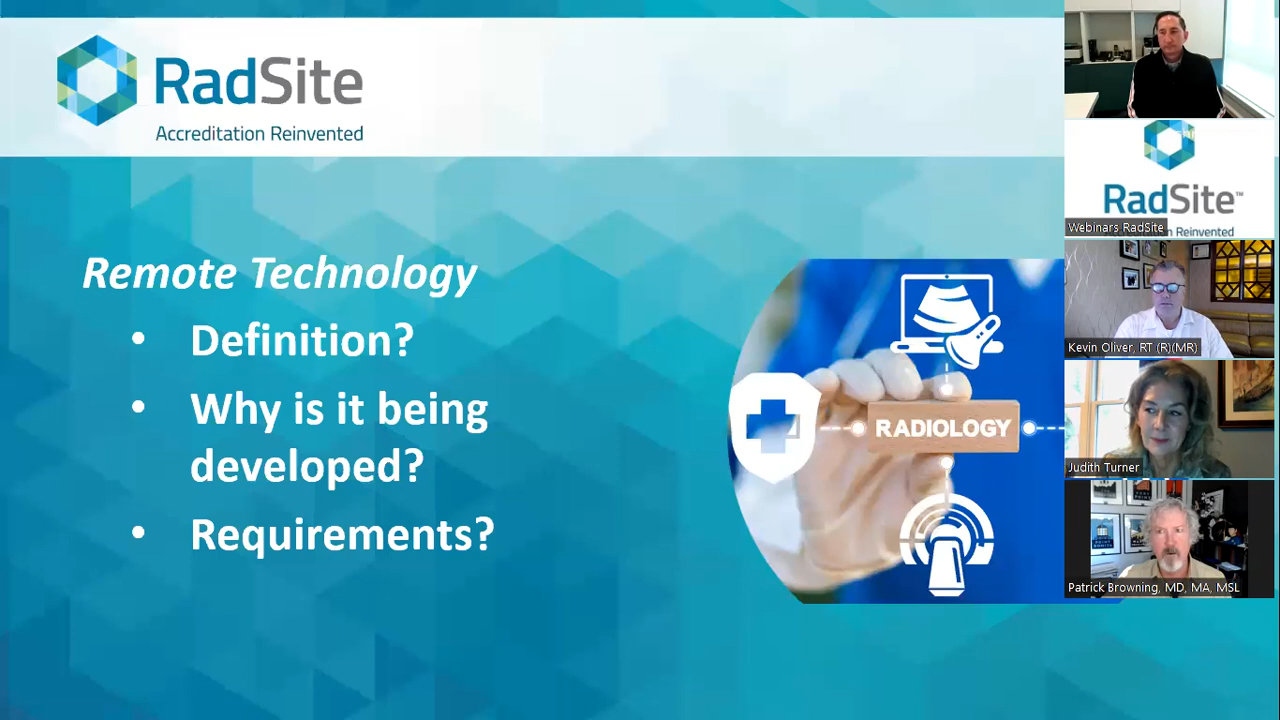 RadSite
Accreditation Reinvented
Remote Technology
• Definition?
• Why is it being
developed?
• Requirements?
RADIOLOGY
RadSite™
Webinars RadSite
Reinvented
Kevin Oliver, RT (R)(MR)
Judith Turner
Patrick Browning, MD, MA, MSL